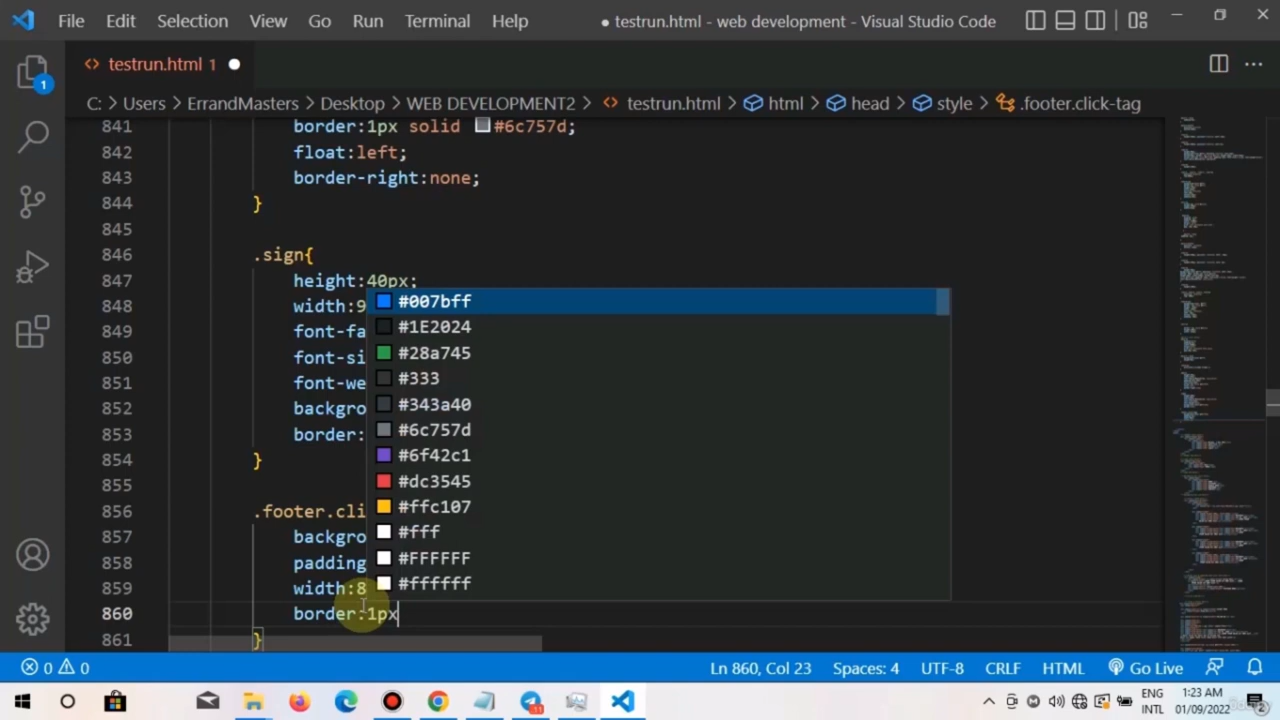 File Edit Selection View Go Run Terminal Help ● testrun.html - web development - Visual Studio Code
testrun.html 1
C: > Users > ErrandMasters > Desktop > WEB DEVELOPMENT2 > testrun.html > html > head > style > .footer.click-tag
1
841 border:1px solid #6c757d;
842 float:left;
843 border-right:none;
844 }
845
846 .sign{
847 height:40px;
848 width:9
849 font-fa
850 font-si
851 font-we
852 backgro
853 border:
854 }
855
856 .footer.cli
857 backgro
858 padding
859 width:8
860 border:1px
861 }
#007bff
#1E2024
#28a745
#333
#343a40
#6c757d
#6f42c1
#dc3545
#ffc107
#fff
#FFFFFF
#ffffff
0 0 Ln 860, Col 23 Spaces: 4 UTF-8 CRLF HTML Go Live
11 ENG INTL 1:23 AM 01/09/2022 2